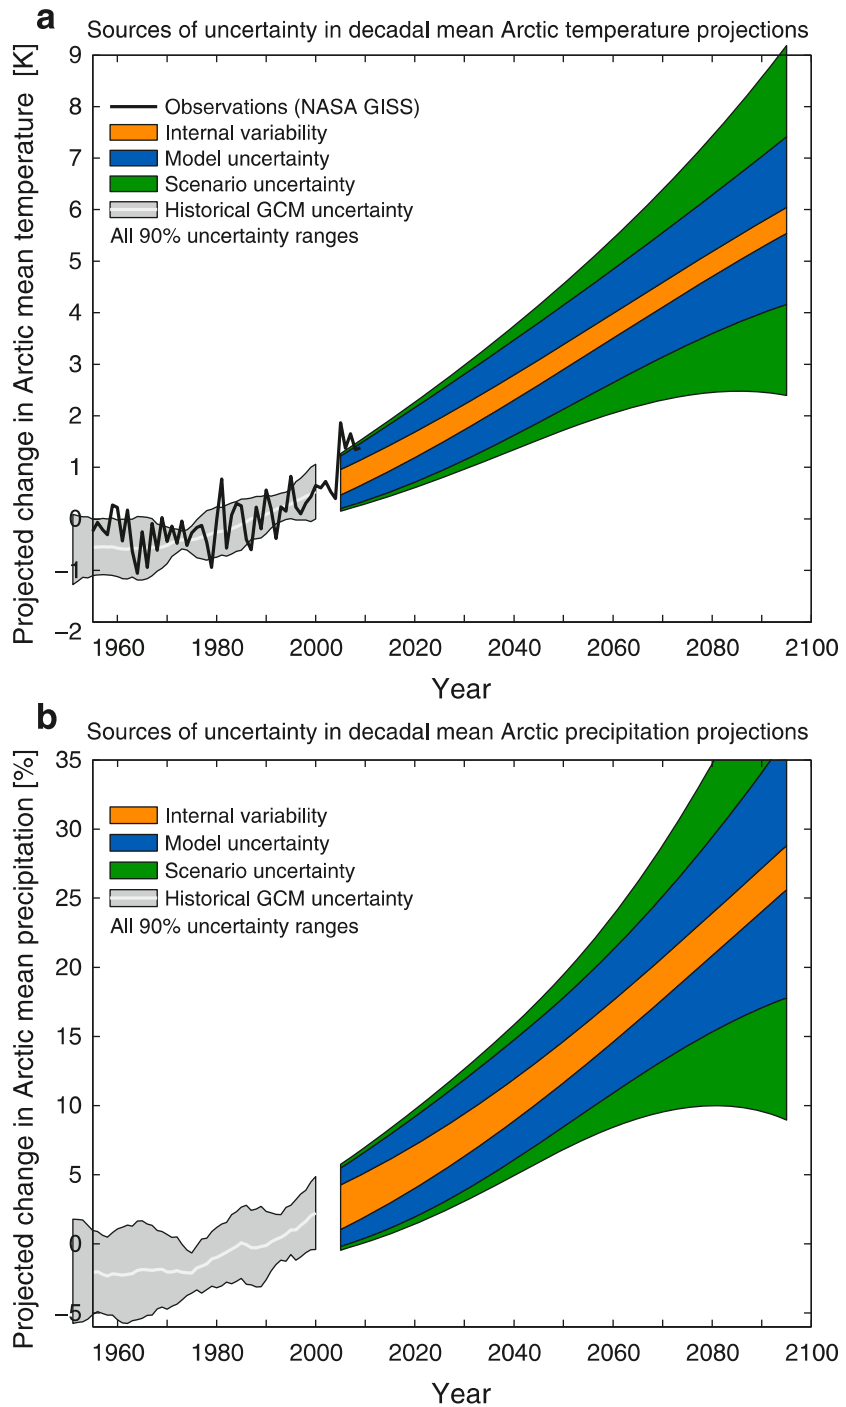 a
Sources of uncertainty in decadal mean Arctic temperature projections
Projected change in Arctic mean temperature [K]
9
8
7
6
5
4
3
2
1
0
−1
−2
Observations (NASA GISS)
Internal variability
Model uncertainty
Scenario uncertainty
Historical GCM uncertainty
All 90% uncertainty ranges
1960 1980 2000 2020 2040 2060 2080 2100
Year
b
Sources of uncertainty in decadal mean Arctic precipitation projections
Projected change in Arctic mean precipitation [%]
35
30
25
20
15
10
5
0
−5
Internal variability
Model uncertainty
Scenario uncertainty
Historical GCM uncertainty
All 90% uncertainty ranges
1960 1980 2000 2020 2040 2060 2080 2100
Year